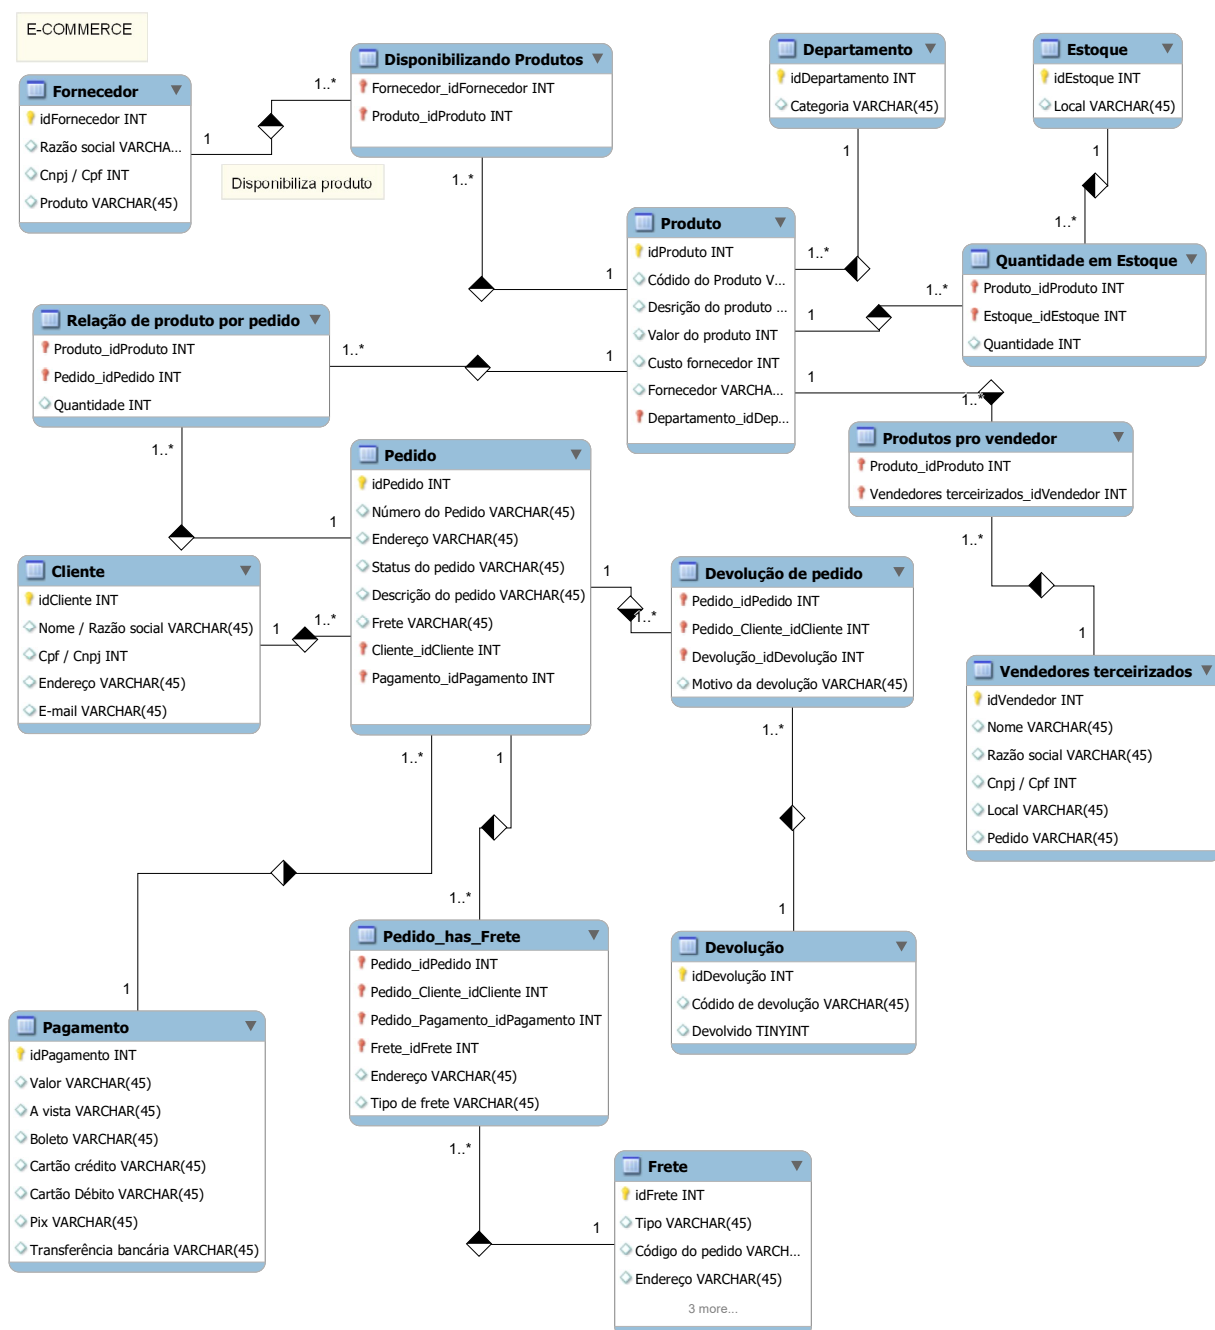 E-COMMERCE
Fornecedor
idFornecedor INT
Razão social VARCHA...
Cnpj / Cpf INT
Produto VARCHAR(45)
1
1..*
Disponibiliza produto
Disponibilizando Produtos
Fornecedor_idFornecedor INT
Produto_idProduto INT
1..*
1
Departamento
idDepartamento INT
Categoria VARCHAR(45)
1
1..*
Estoque
idEstoque INT
Local VARCHAR(45)
1
1..*
Produto
idProduto INT
Códido do Produto V...
Desrição do produto ...
Valor do produto INT
Custo fornecedor INT
Fornecedor VARCHA...
Departamento_idDep...
Quantidade em Estoque
Produto_idProduto INT
Estoque_idEstoque INT
Quantidade INT
1
1..*
Relação de produto por pedido
Produto_idProduto INT
Pedido_idPedido INT
Quantidade INT
1..*
1
1..*
1
1
1..*
Produtos pro vendedor
Produto_idProduto INT
Vendedores terceirizados_idVendedor INT
1..*
1
Pedido
idPedido INT
Número do Pedido VARCHAR(45)
Endereço VARCHAR(45)
Status do pedido VARCHAR(45)
Descrição do pedido VARCHAR(45)
Frete VARCHAR(45)
Cliente_idCliente INT
Pagamento_idPagamento INT
Cliente
idCliente INT
Nome / Razão social VARCHAR(45)
Cpf / Cnpj INT
Endereço VARCHAR(45)
E-mail VARCHAR(45)
1
1..*
1
1..*
Devolução de pedido
Pedido_idPedido INT
Pedido_Cliente_idCliente INT
Devolução_idDevolução INT
Motivo da devolução VARCHAR(45)
Vendedores terceirizados
idVendedor INT
Nome VARCHAR(45)
Razão social VARCHAR(45)
Cnpj / Cpf INT
Local VARCHAR(45)
Pedido VARCHAR(45)
1..*
1
1..*
1
1..*
1
Pedido_has_Frete
Pedido_idPedido INT
Pedido_Cliente_idCliente INT
Pedido_Pagamento_idPagamento INT
Frete_idFrete INT
Endereço VARCHAR(45)
Tipo de frete VARCHAR(45)
Devolução
idDevolução INT
Códido de devolução VARCHAR(45)
Devolvido TINYINT
Pagamento
idPagamento INT
Valor VARCHAR(45)
A vista VARCHAR(45)
Boleto VARCHAR(45)
Cartão crédito VARCHAR(45)
Cartão Débito VARCHAR(45)
Pix VARCHAR(45)
Transferência bancária VARCHAR(45)
1..*
1
Frete
idFrete INT
Tipo VARCHAR(45)
Código do pedido VARCH...
Endereço VARCHAR(45)
3 more...